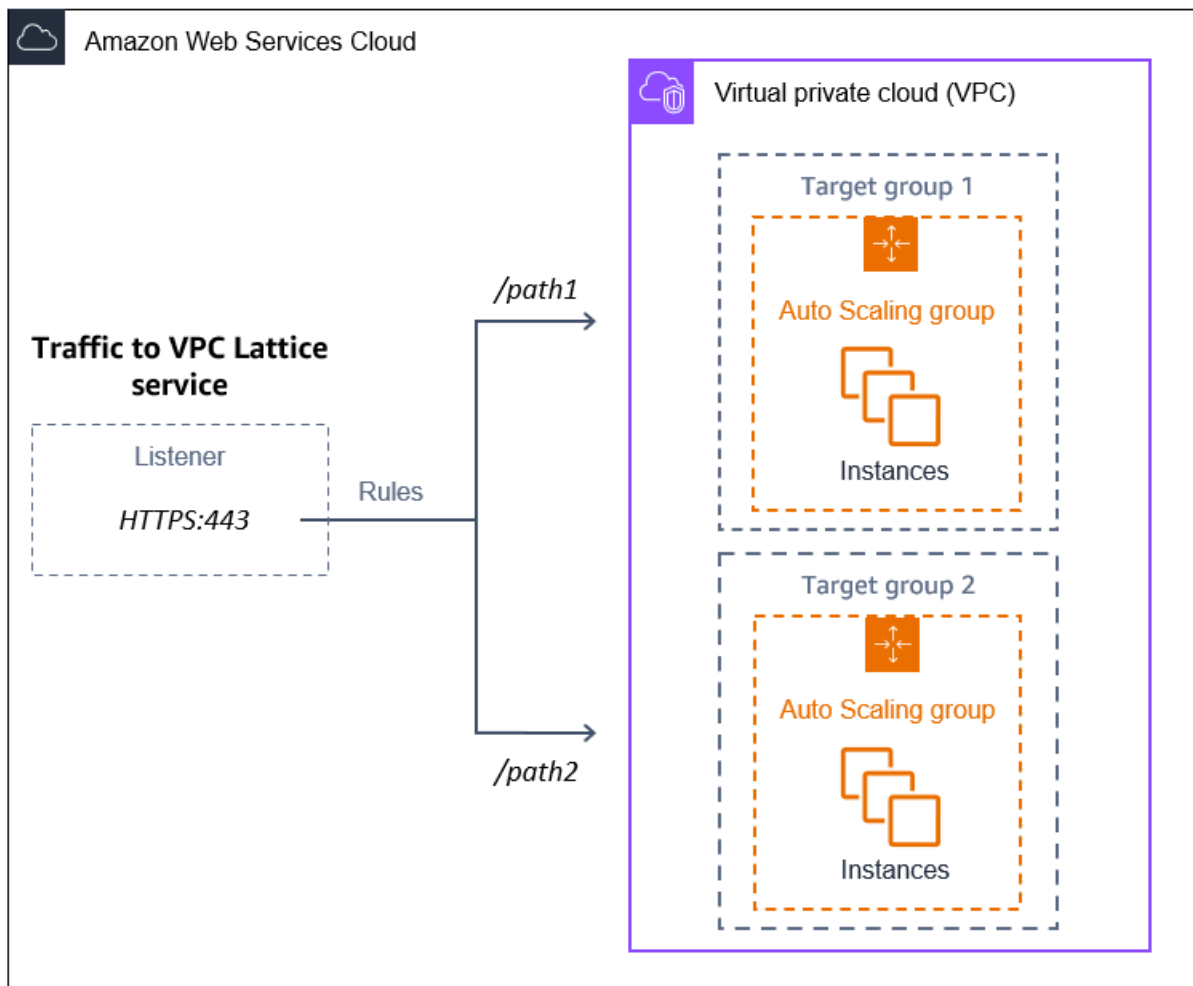 Amazon Web Services Cloud
Virtual private cloud (VPC)
Target group 1
Auto Scaling group
Instances
/path1
Traffic to VPC Lattice
service
Listener
HTTPS:443
Rules
/path2
Target group 2
Auto Scaling group
Instances